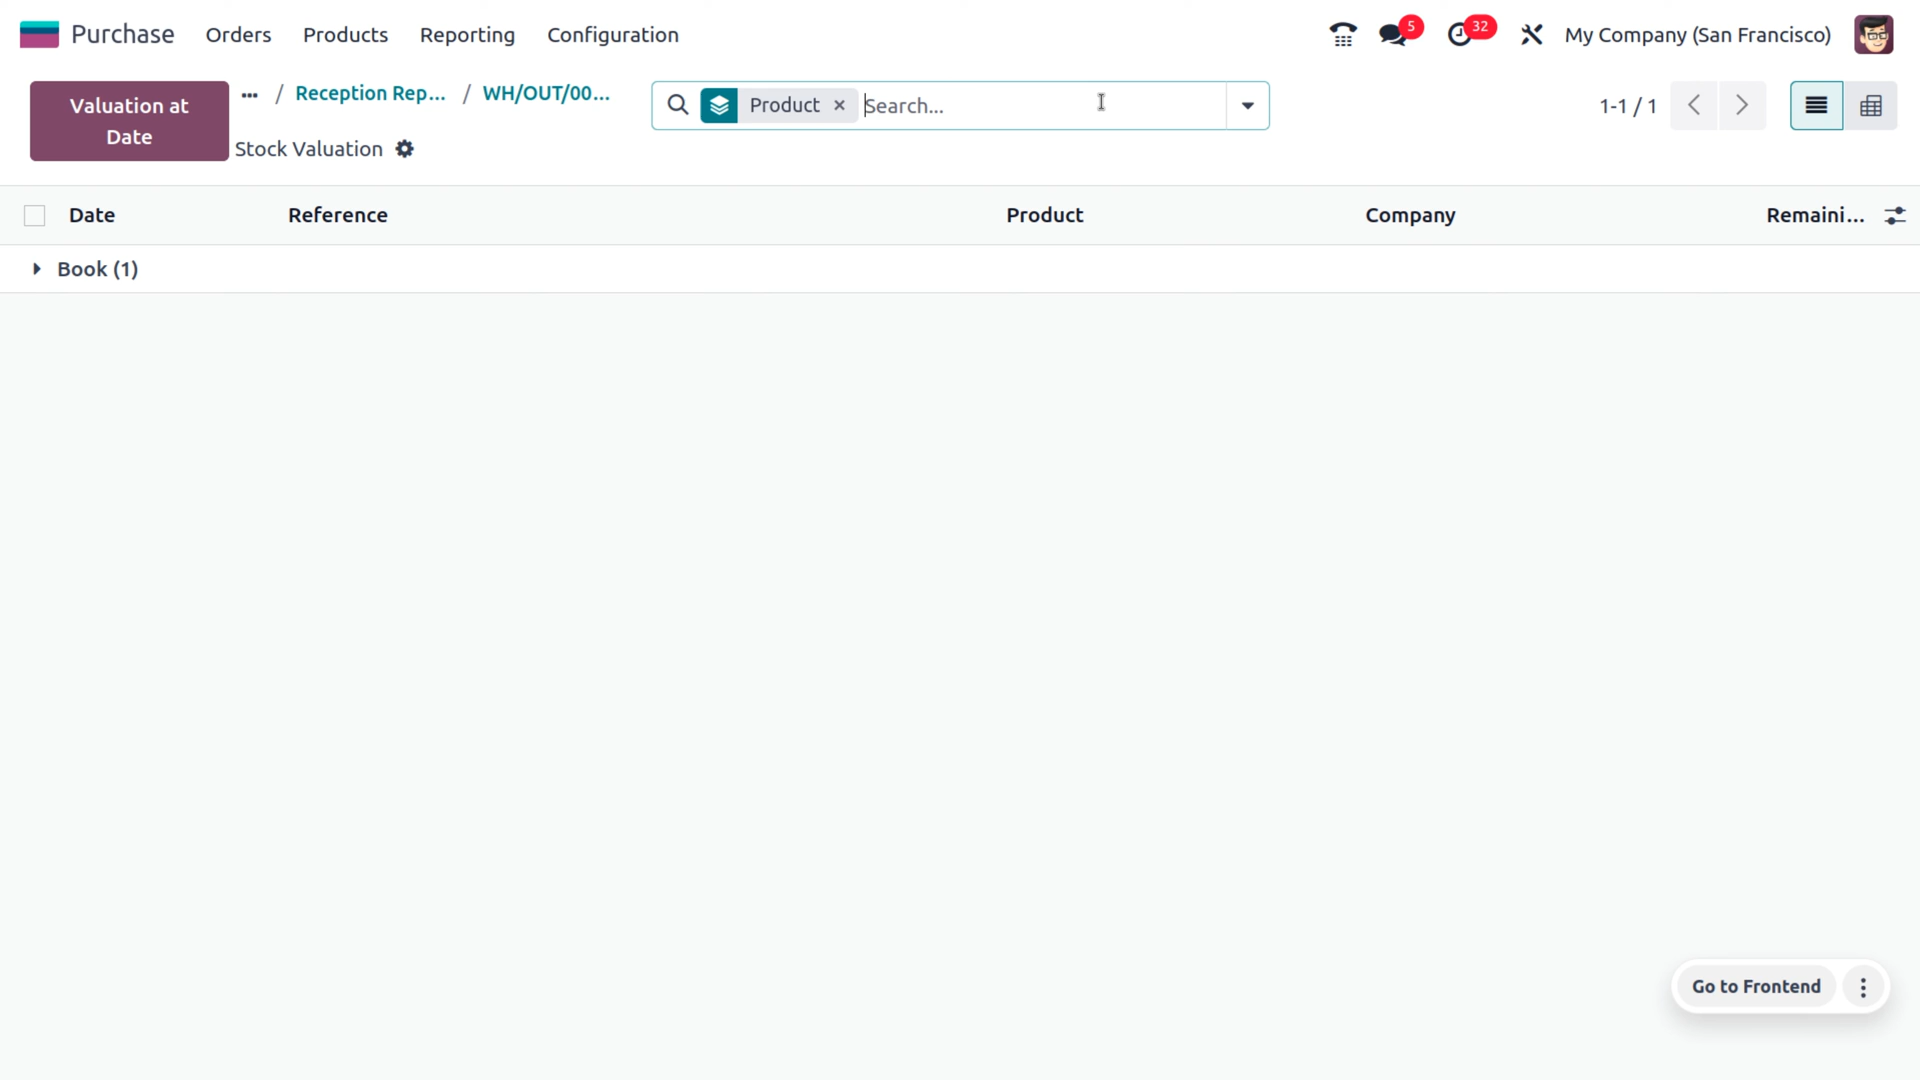 Purchase Orders Products Reporting Configuration 5 32 My Company (San Francisco)
Valuation at
Date
... / Reception Rep... / WH/OUT/00...
Stock Valuation
Product × Search...
1-1 / 1
Date Reference Product Company Remaini...
Book (1)
Go to Frontend